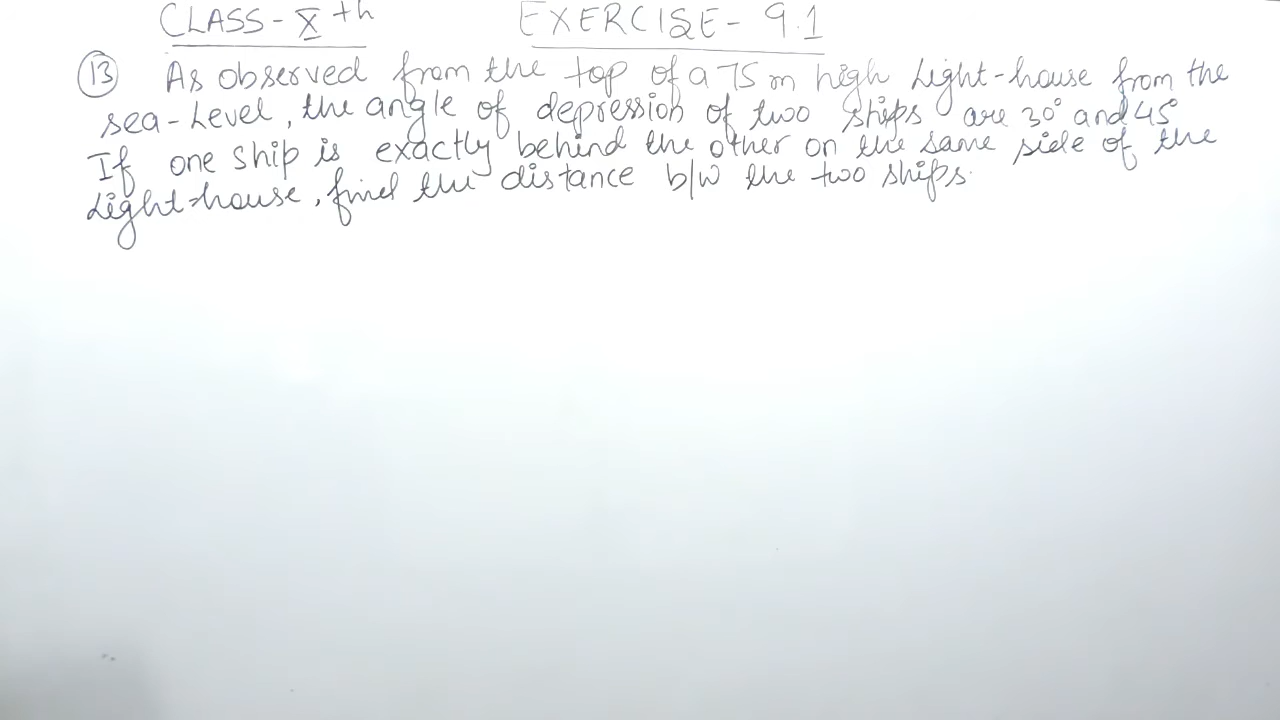 CLASS - X th EXERCISE - 9.1
(13) As observed from the top of a 75 m high Light-house from the
sea-Level, the angle of depression of two ships are 30° and 45°
If one ship is exactly behind the other on the same side of the
Light-house, find the distance b/w the two ships.